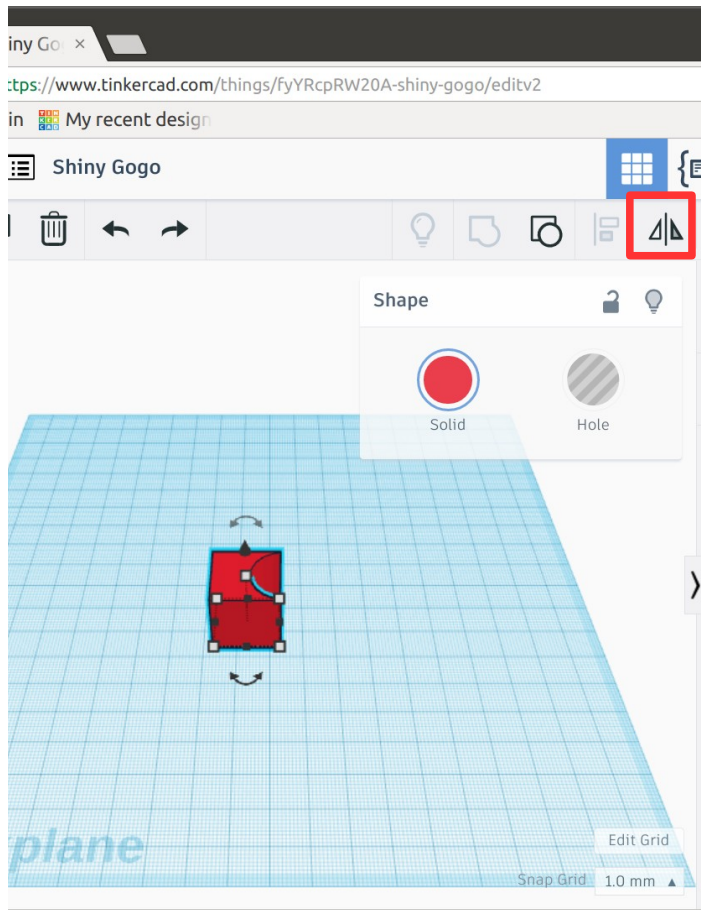 iny Go
ttps://www.tinkercad.com/things/fyYRcpRW20A-shiny-gogo/editv2
in My recent design
Shiny Gogo
Shape
Solid Hole
plane
Edit Grid
Snap Grid 1.0 mm